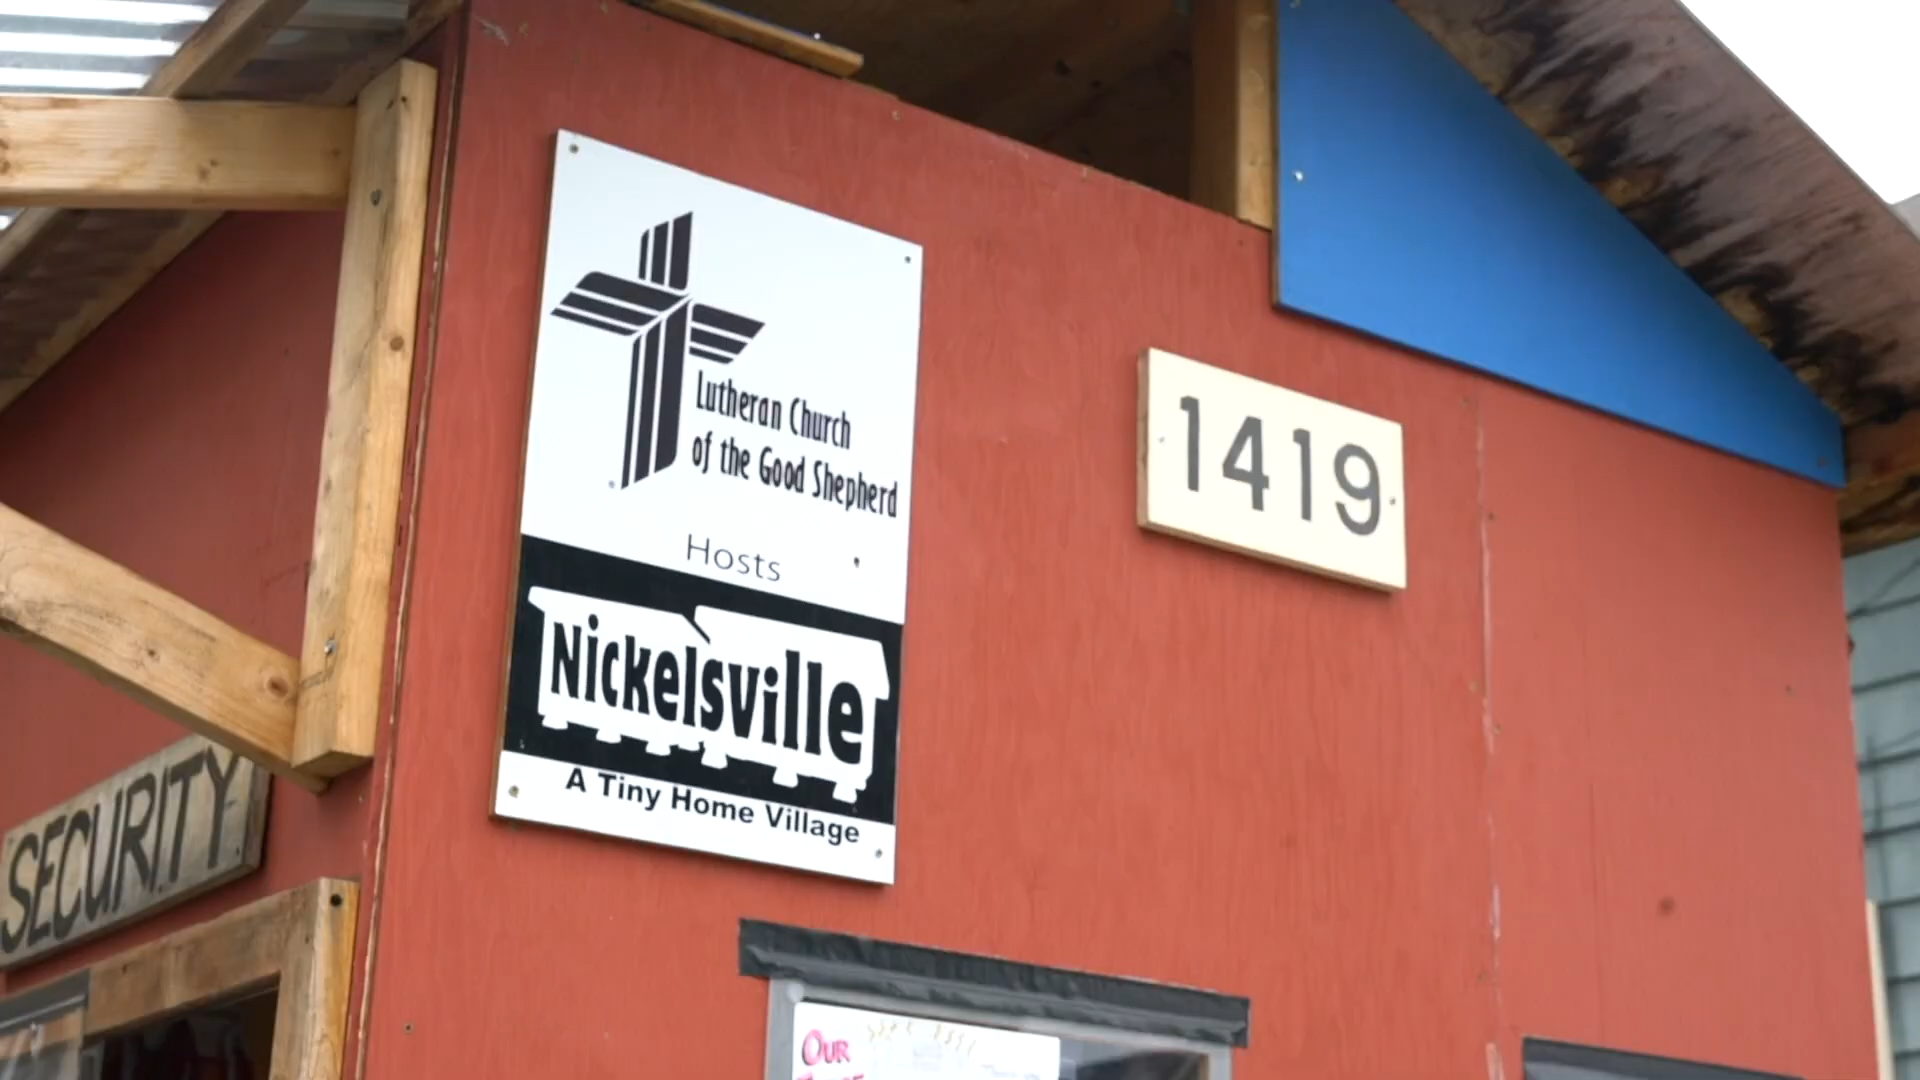 Lutheran Church
of the Good Shepherd
Hosts
Nickelsville
A Tiny Home Village
1419
SECURITY
OUR